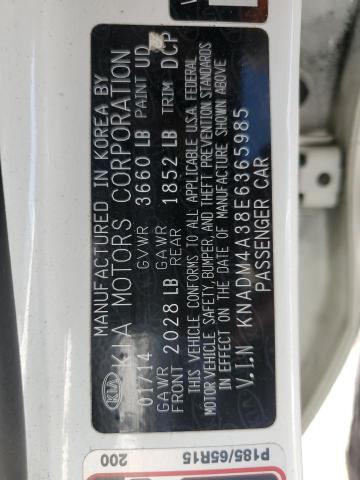 MANUFACTURED IN KOREA BY
KIA KIA MOTORS CORPORATION
01/14 GVWR 3660 LB PAINT UD
GAWR FRONT 2028 LB GAWR REAR 1852 LB TRIM DCP
THIS VEHICLE CONFORMS TO ALL APPLICABLE U.S.A. FEDERAL
MOTOR VEHICLE SAFETY, BUMPER, AND THEFT PREVENTION STANDARDS
IN EFFECT ON THE DATE OF MANUFACTURE SHOWN ABOVE
V.I.N KNADM4A38E6365985
PASSENGER CAR
P185/65R15
200